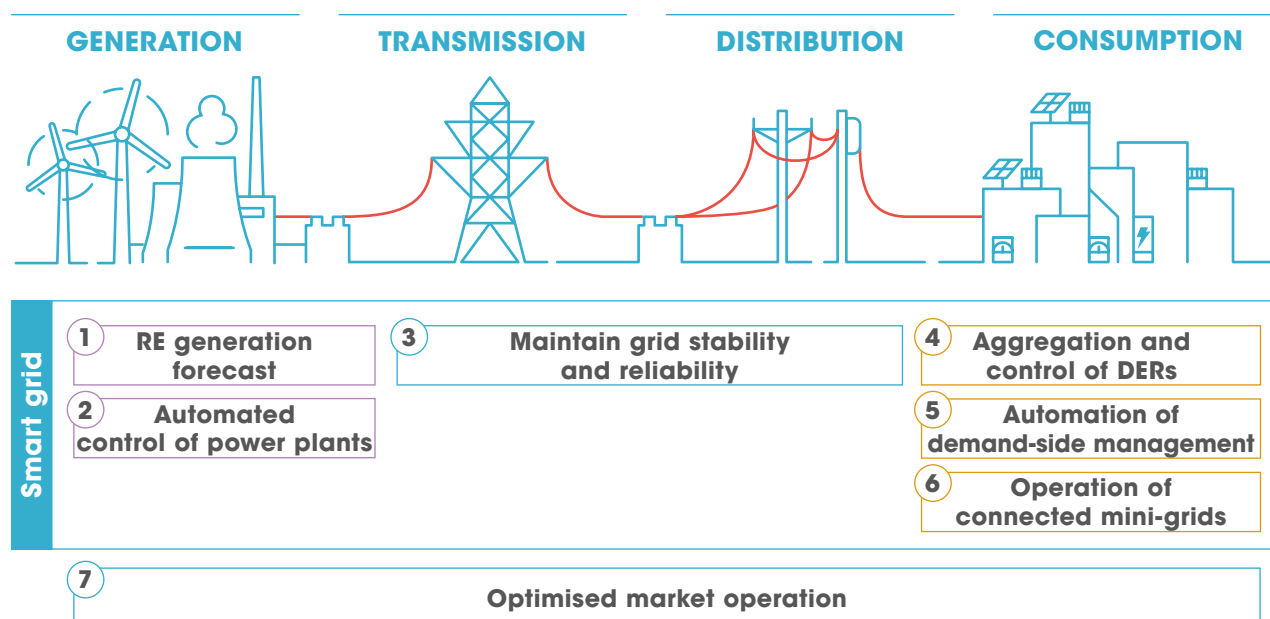 GENERATION
TRANSMISSION
DISTRIBUTION
CONSUMPTION
Smart grid
1
RE generation
forecast
2
Automated
control of power plants
3
Maintain grid stability
and reliability
4
Aggregation and
control of DERs
5
Automation of
demand-side management
6
Operation of
connected mini-grids
7
Optimised market operation